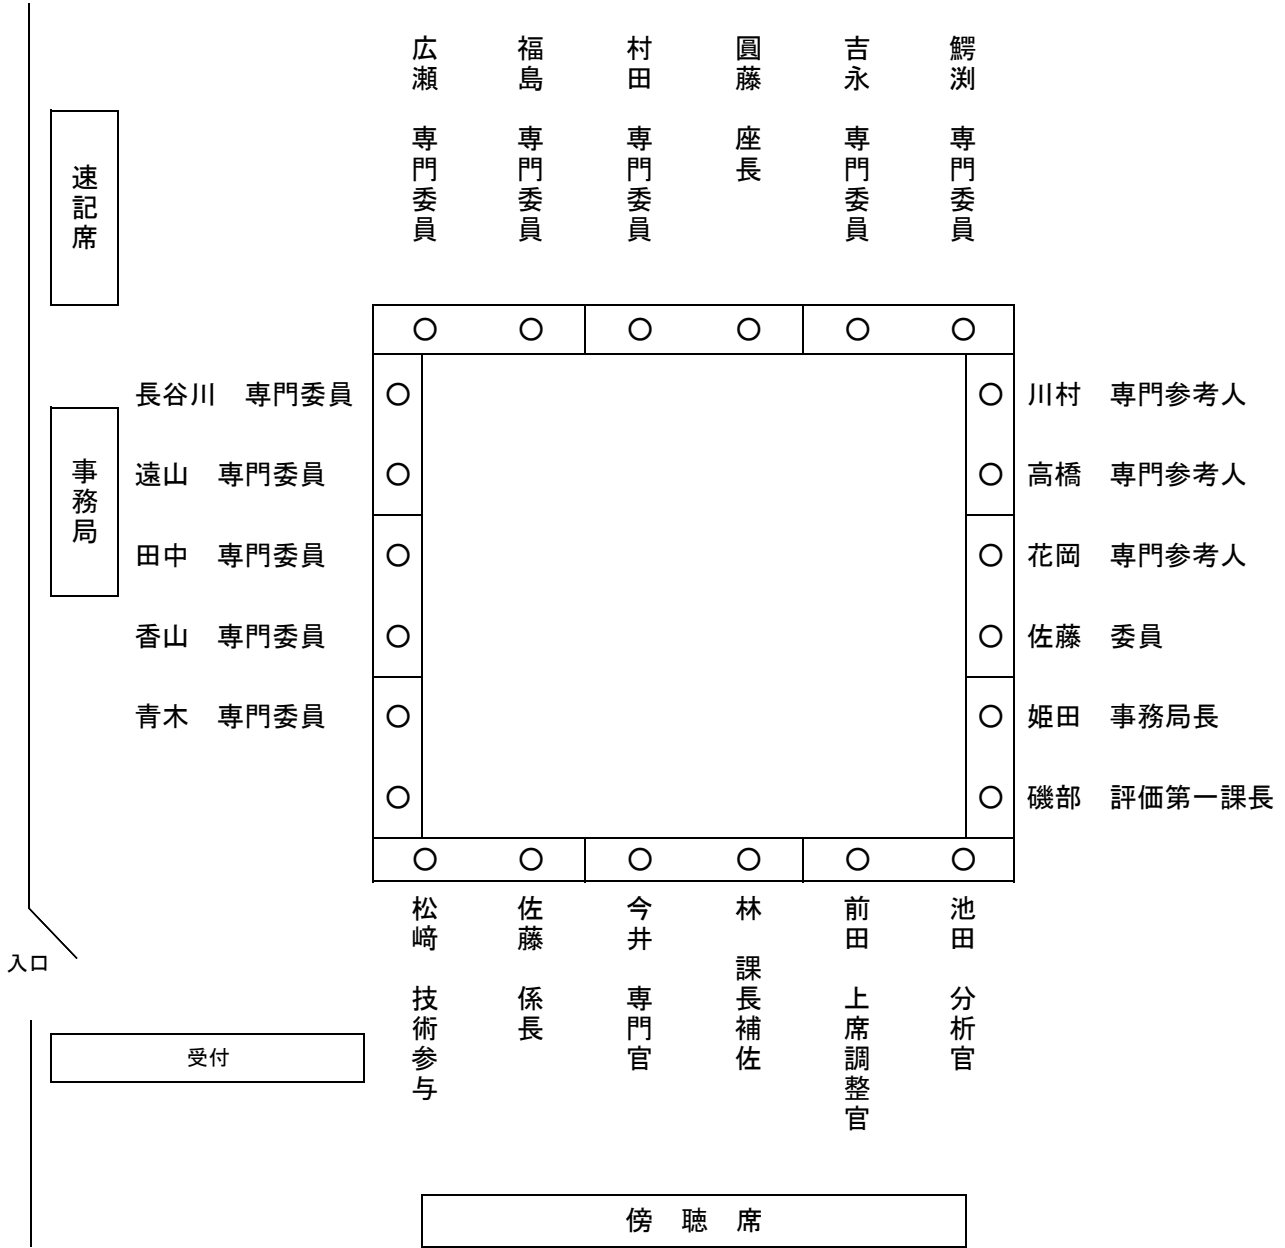 広瀬　専門委員
福島　専門委員
村田　専門委員
圓藤　座長
吉永　専門委員
鰐渕　専門委員
速記席
事務局
長谷川　専門委員
遠山　専門委員
田中　専門委員
香山　専門委員
青木　専門委員
川村　専門参考人
高橋　専門参考人
花岡　専門参考人
佐藤　委員
姫田　事務局長
磯部　評価第一課長
松﨑　技術参与
佐藤　係長
今井　専門官
林　課長補佐
前田　上席調整官
池田　分析官
入口
受付
傍　聴　席